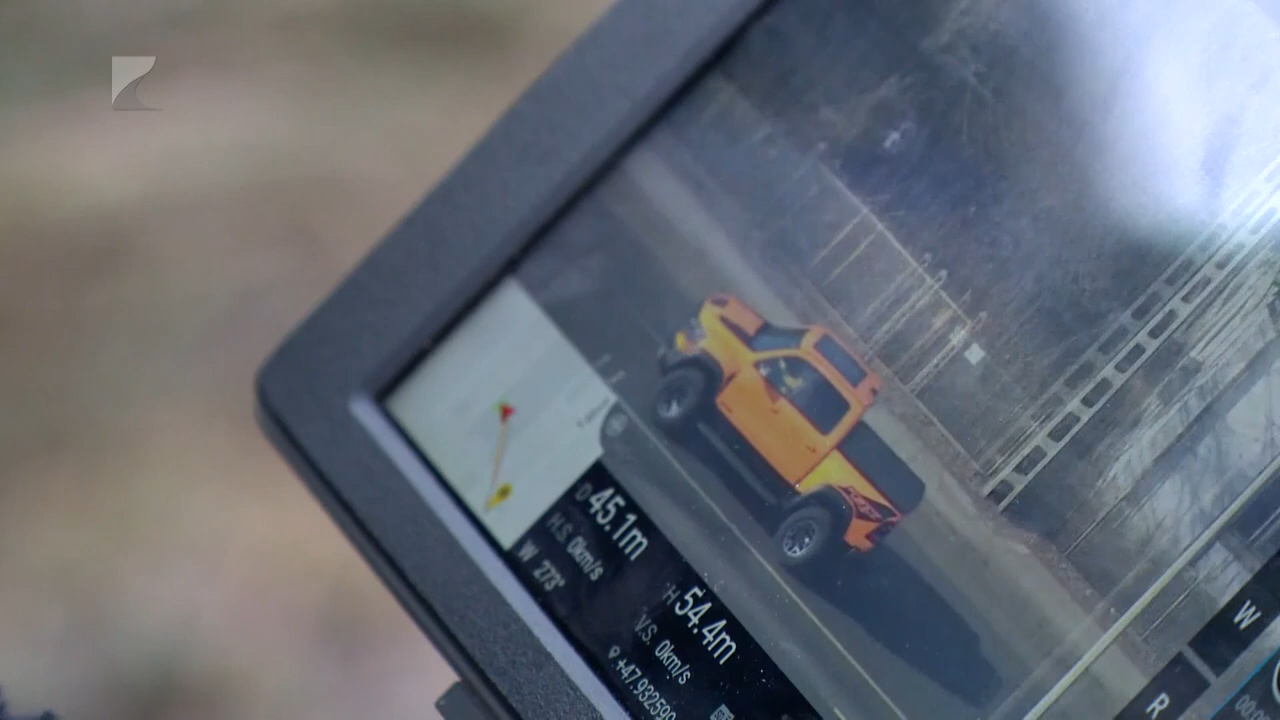 D 45.1m
H.S. 0km/s
W 273°
H 54.4m
V.S. 0km/s
+47.932590
W
R